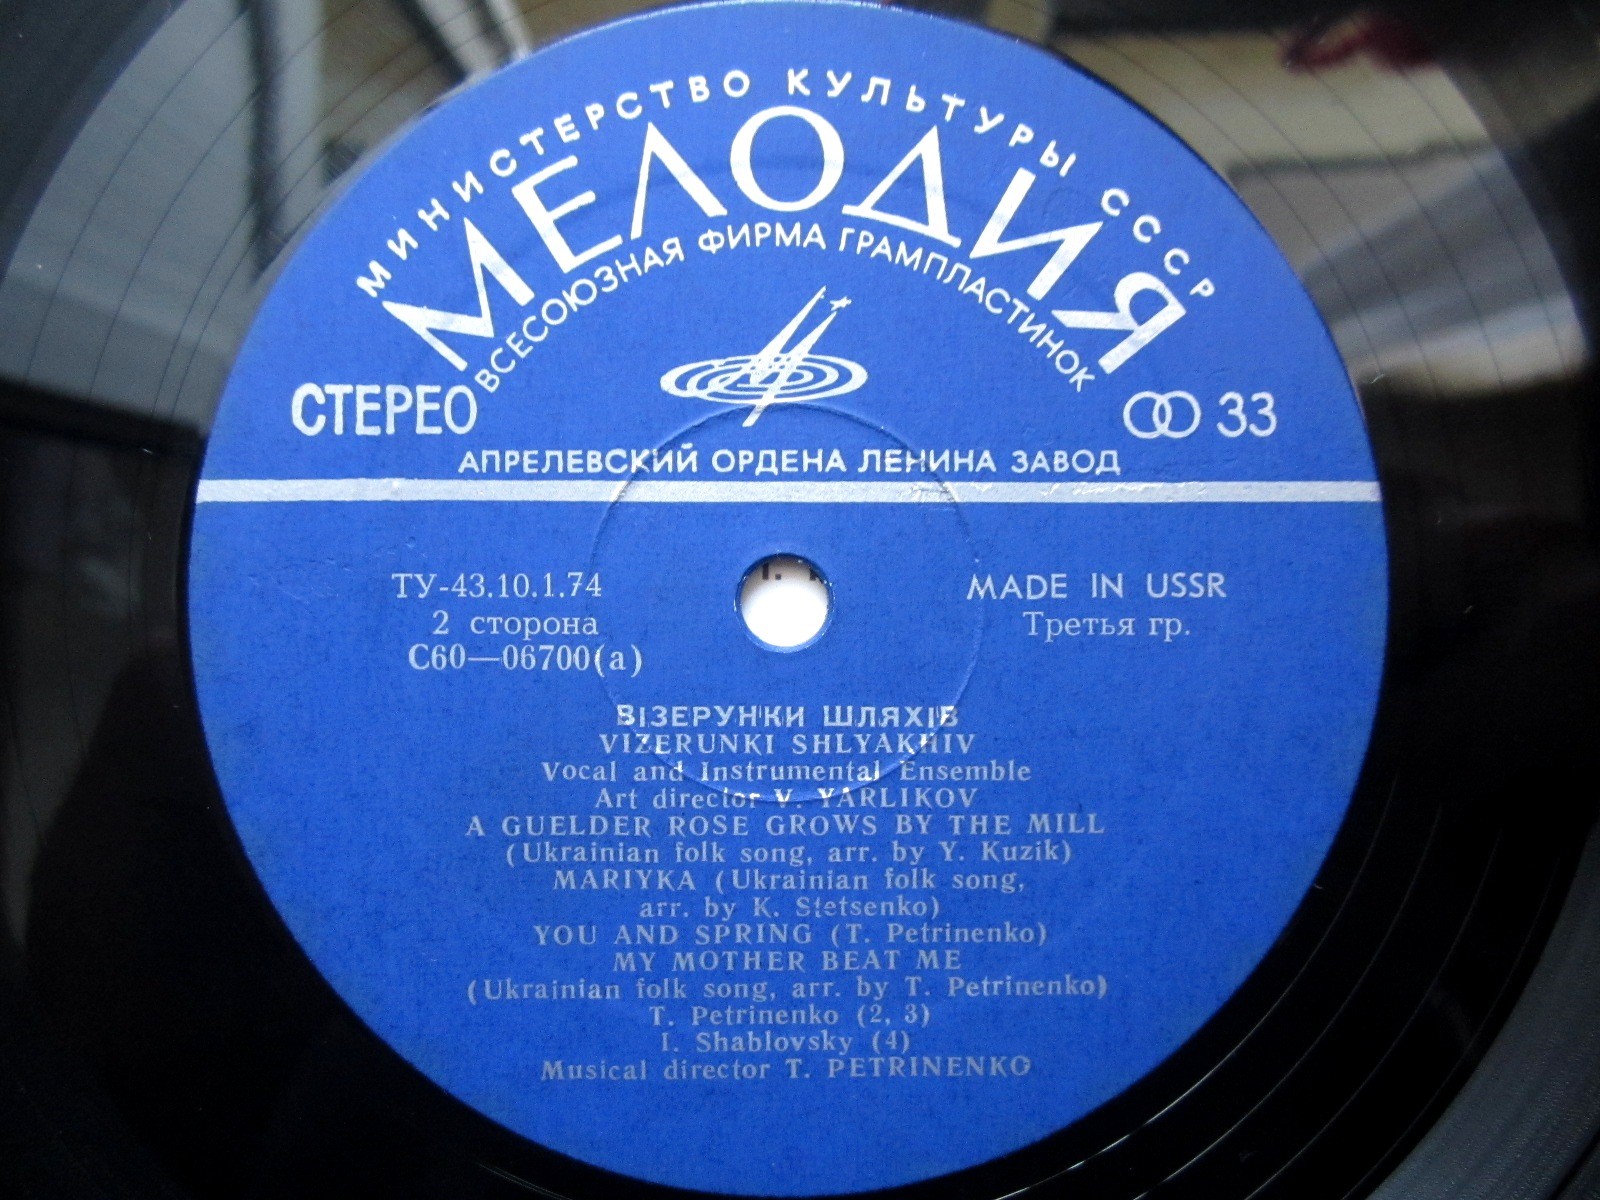 МИНИСТЕРСТВО КУЛЬТУРЫ СССР
МЕЛОДИЯ
ВСЕСОЮЗНАЯ ФИРМА ГРАМПЛАСТИНОК
СТЕРЕО
33
АПРЕЛЕВСКИЙ ОРДЕНА ЛЕНИНА ЗАВОД
ТУ-43.10.1.74
2 сторона
С60—06700(а)
MADE IN USSR
Третья гр.
ВІЗЕРУНКИ ШЛЯХІВ
VIZERUNKI SHLYAKHIV
Vocal and Instrumental Ensemble
Art director V. YARLIKOV
A GUELDER ROSE GROWS BY THE MILL
(Ukrainian folk song, arr. by Y. Kuzik)
MARIYKA (Ukrainian folk song,
arr. by K. Stetsenko)
YOU AND SPRING (T. Petrinenko)
MY MOTHER BEAT ME
(Ukrainian folk song, arr. by T. Petrinenko)
T. Petrinenko (2, 3)
I. Shablovsky (4)
Musical director T. PETRINENKO